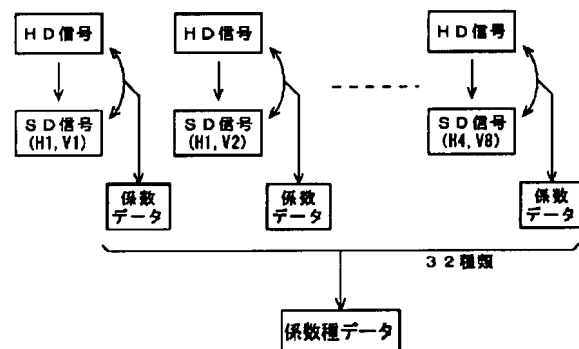 ＨＤ信号
ＨＤ信号
ＨＤ信号
ＳＤ信号
(H1, V1)
ＳＤ信号
(H1, V2)
ＳＤ信号
(H4, V8)
係数
データ
係数
データ
係数
データ
３２種類
係数種データ